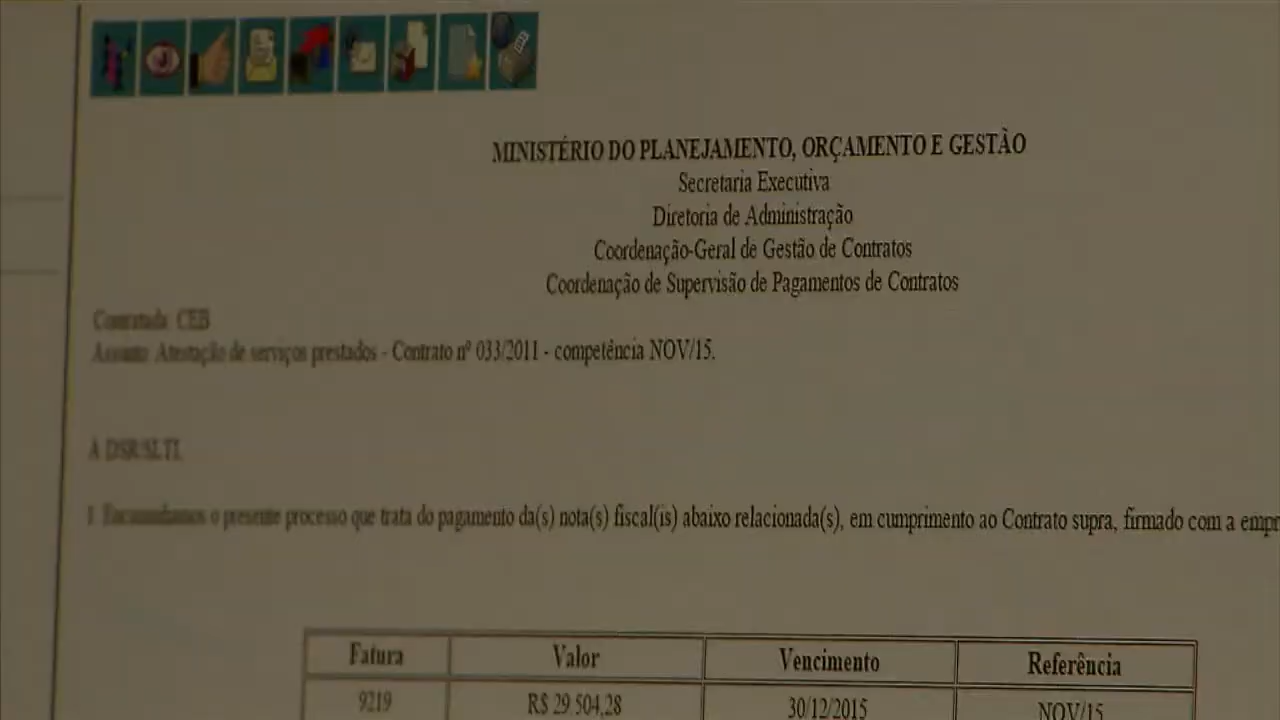 MINISTÉRIO DO PLANEJAMENTO, ORÇAMENTO E GESTÃO
Secretaria Executiva
Diretoria de Administração
Coordenação-Geral de Gestão de Contratos
Coordenação de Supervisão de Pagamentos de Contratos
Contratada: CEB
Assunto: Atestação de serviços prestados - Contrato nº 033/2011 - competência NOV/15.
À DSR/SLTI,
1. Encaminhamos o presente processo que trata do pagamento da(s) nota(s) fiscal(is) abaixo relacionada(s), em cumprimento ao Contrato supra, firmado com a empr
Fatura Valor Vencimento Referência
9219 R$ 29.504,28 30/12/2015 NOV/15